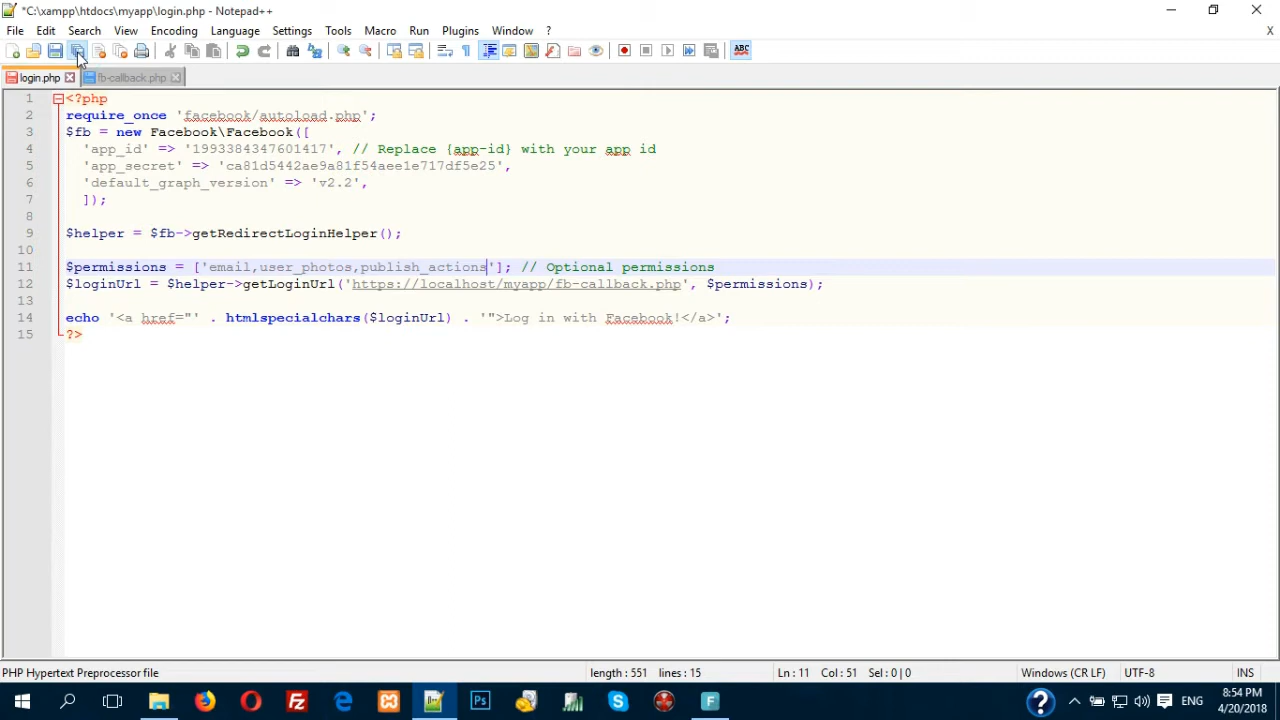 *C:\xampp\htdocs\myapp\login.php - Notepad++
File Edit Search View Encoding Language Settings Tools Macro Run Plugins Window ? X
ABC
login.php fb-callback.php
1 <?php
2 require_once 'facebook/autoload.php';
3 $fb = new Facebook\Facebook([
4 'app_id' => '1993384347601417', // Replace {app-id} with your app id
5 'app_secret' => 'ca81d5442ae9a81f54aee1e717df5e25',
6 'default_graph_version' => 'v2.2',
7 ]);
8
9 $helper = $fb->getRedirectLoginHelper();
10
11 $permissions = ['email,user_photos,publish_actions']; // Optional permissions
12 $loginUrl = $helper->getLoginUrl('https://localhost/myapp/fb-callback.php', $permissions);
13
14 echo '<a href="' . htmlspecialchars($loginUrl) . '">Log in with Facebook!</a>';
15 ?>
PHP Hypertext Preprocessor file length : 551 lines : 15 Ln : 11 Col : 51 Sel : 0 | 0 Windows (CR LF) UTF-8 INS
Fz Ps S F ? ENG
8:54 PM
4/20/2018